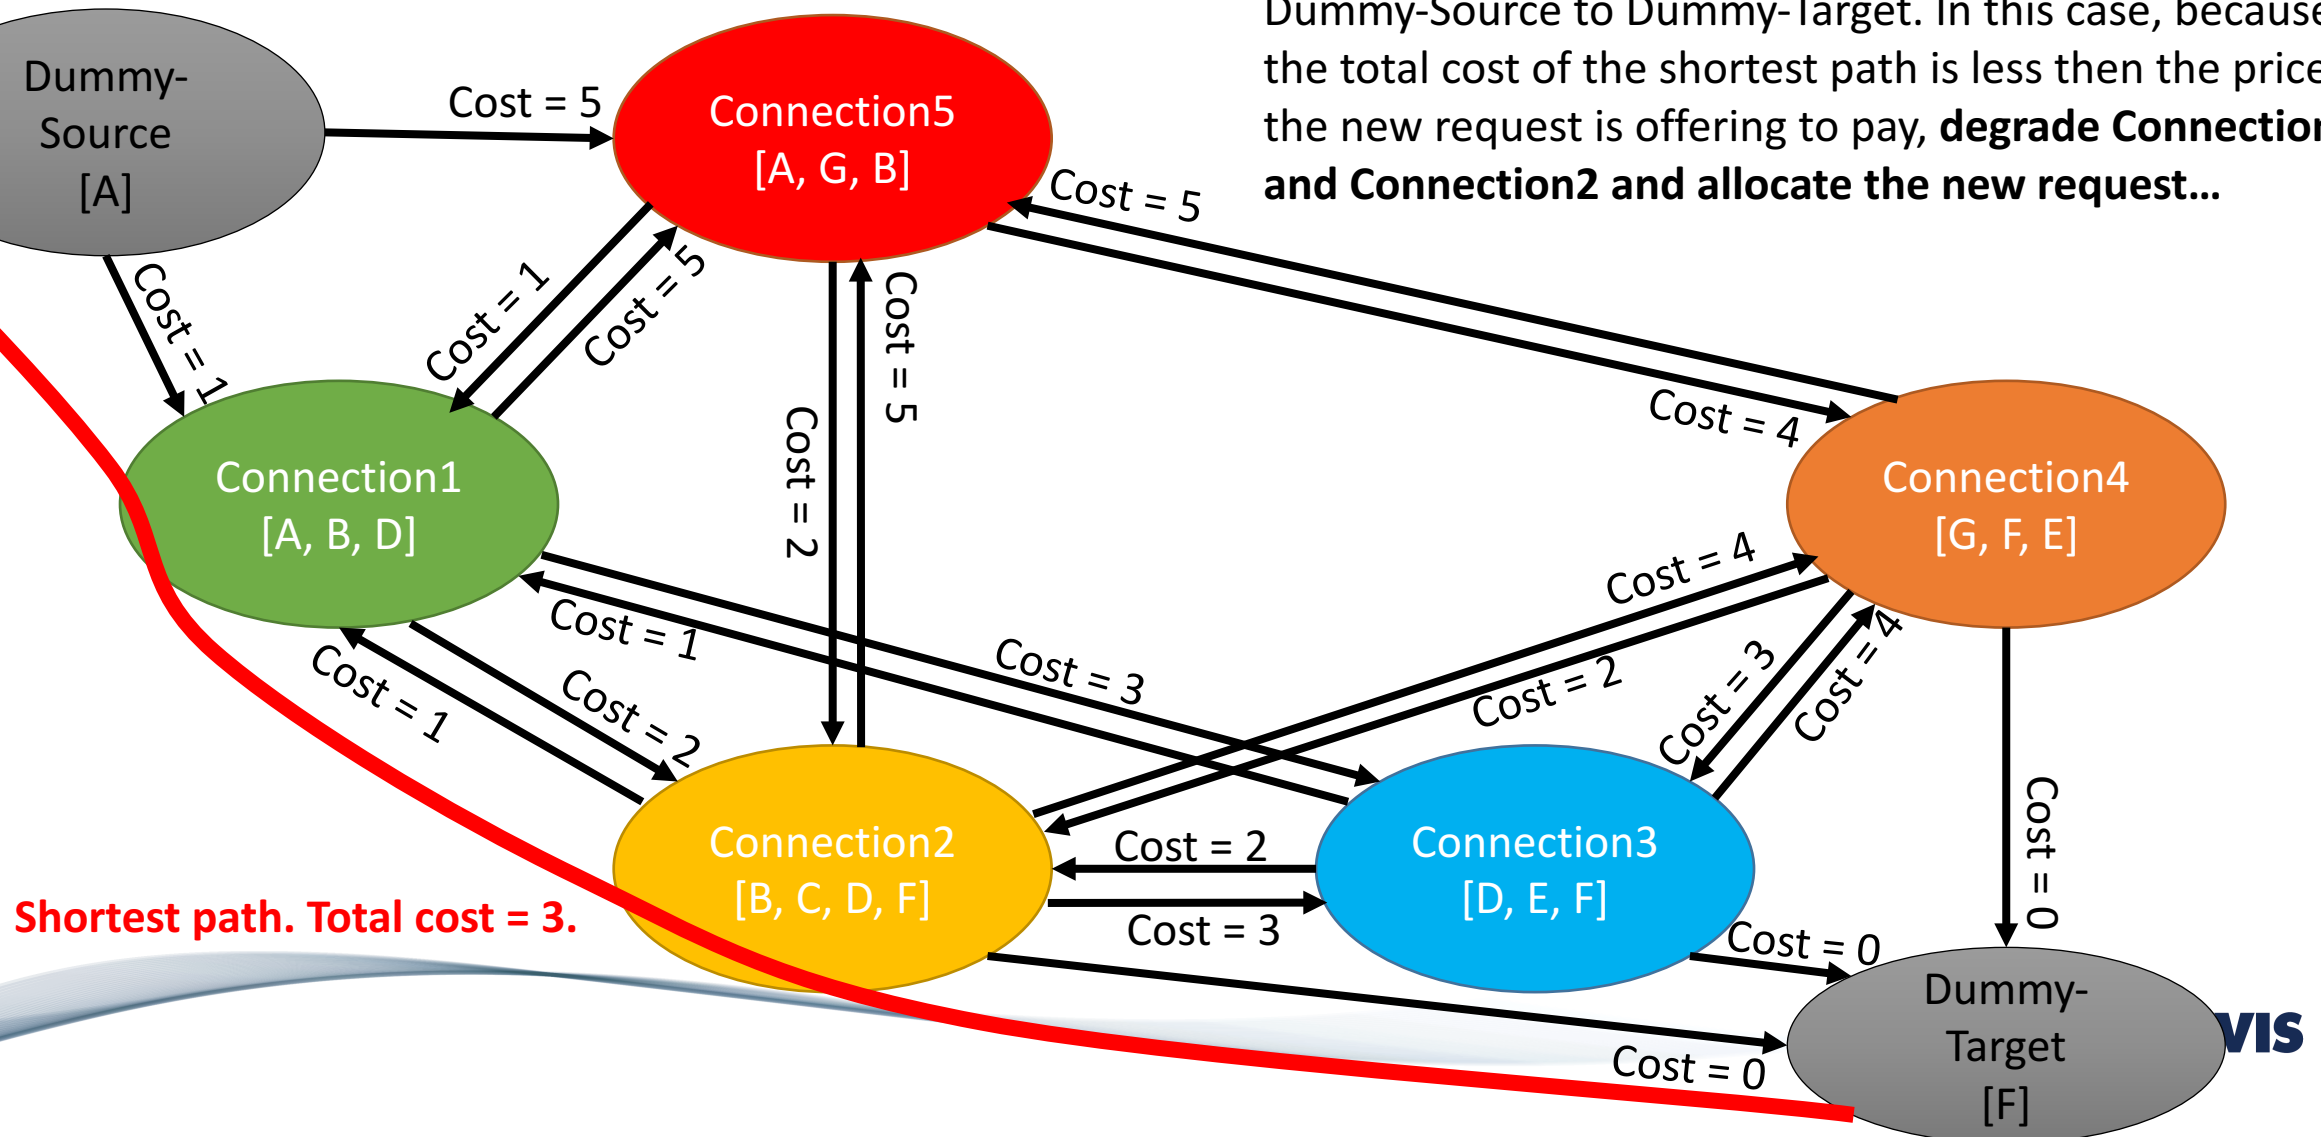 Dummy-Source to Dummy-Target. In this case, because
the total cost of the shortest path is less then the price
the new request is offering to pay, degrade Connection
and Connection2 and allocate the new request...
Dummy-
Source
[A]
Cost = 5
Connection5
[A, G, B]
Cost = 5
Cost = 1
Cost = 1
Cost = 5
Cost = 5
Cost = 2
Cost = 4
Connection1
[A, B, D]
Connection4
[G, F, E]
Cost = 4
Cost = 1
Cost = 3
Cost = 2
Cost = 3
Cost = 4
Cost = 1
Cost = 2
Cost = 0
Connection2
[B, C, D, F]
Cost = 2
Cost = 3
Connection3
[D, E, F]
Shortest path. Total cost = 3.
Cost = 0
Cost = 0
Dummy-
Target
[F]
VIS